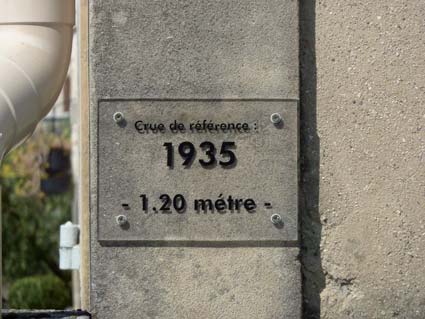 Crue de référence :
1935
- 1.20 métre -